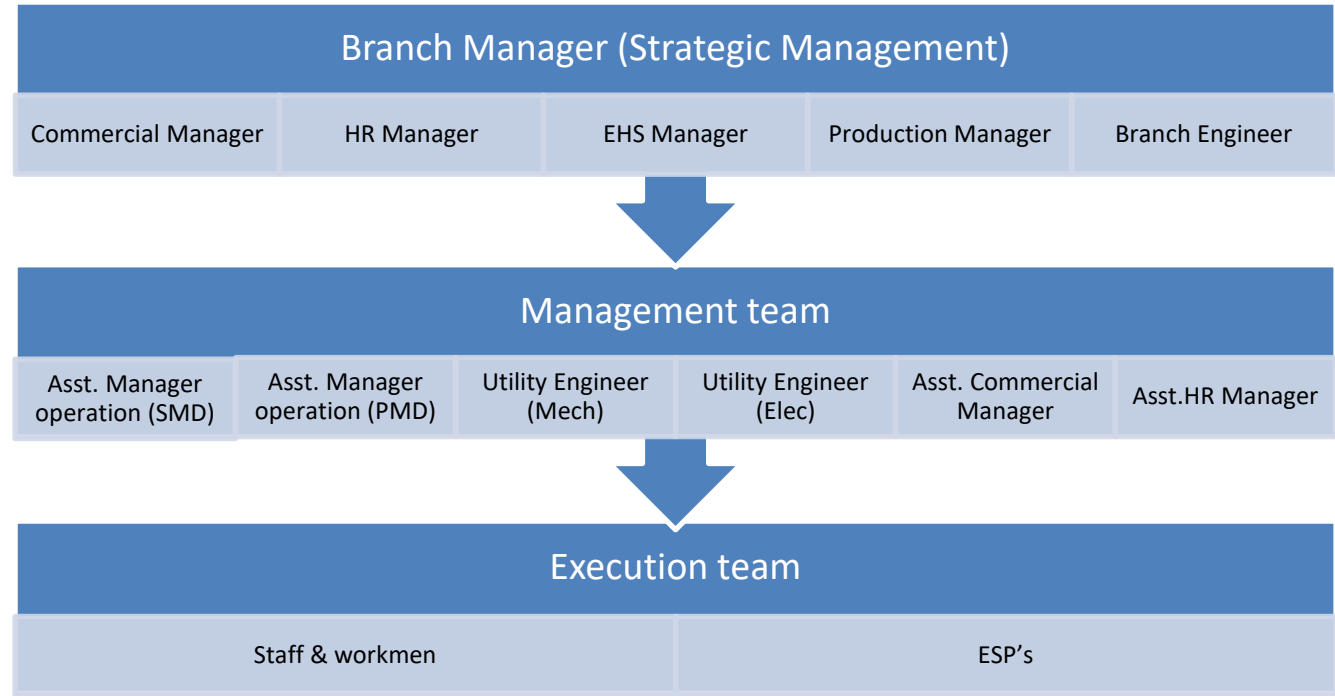 Branch Manager (Strategic Management)
Commercial Manager
HR Manager
EHS Manager
Production Manager
Branch Engineer
Management team
Asst. Manager
operation (SMD)
Asst. Manager
operation (PMD)
Utility Engineer
(Mech)
Utility Engineer
(Elec)
Asst. Commercial
Manager
Asst.HR Manager
Execution team
Staff & workmen
ESP’s